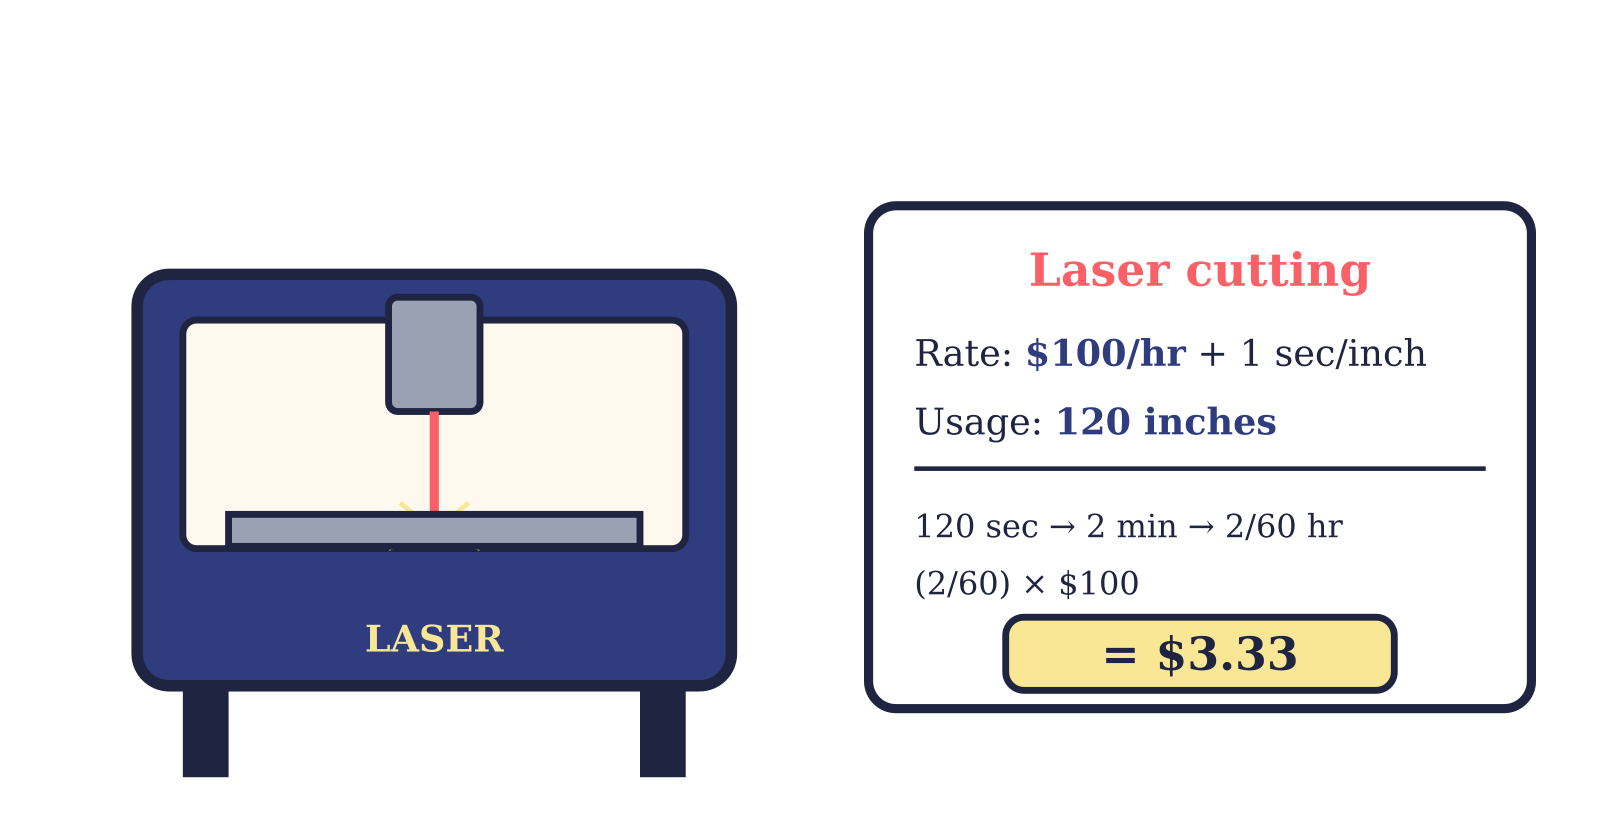 Laser cutting
Rate: $100/hr + 1 sec/inch
Usage: 120 inches
120 sec → 2 min → 2/60 hr
(2/60) × $100
= $3.33
LASER